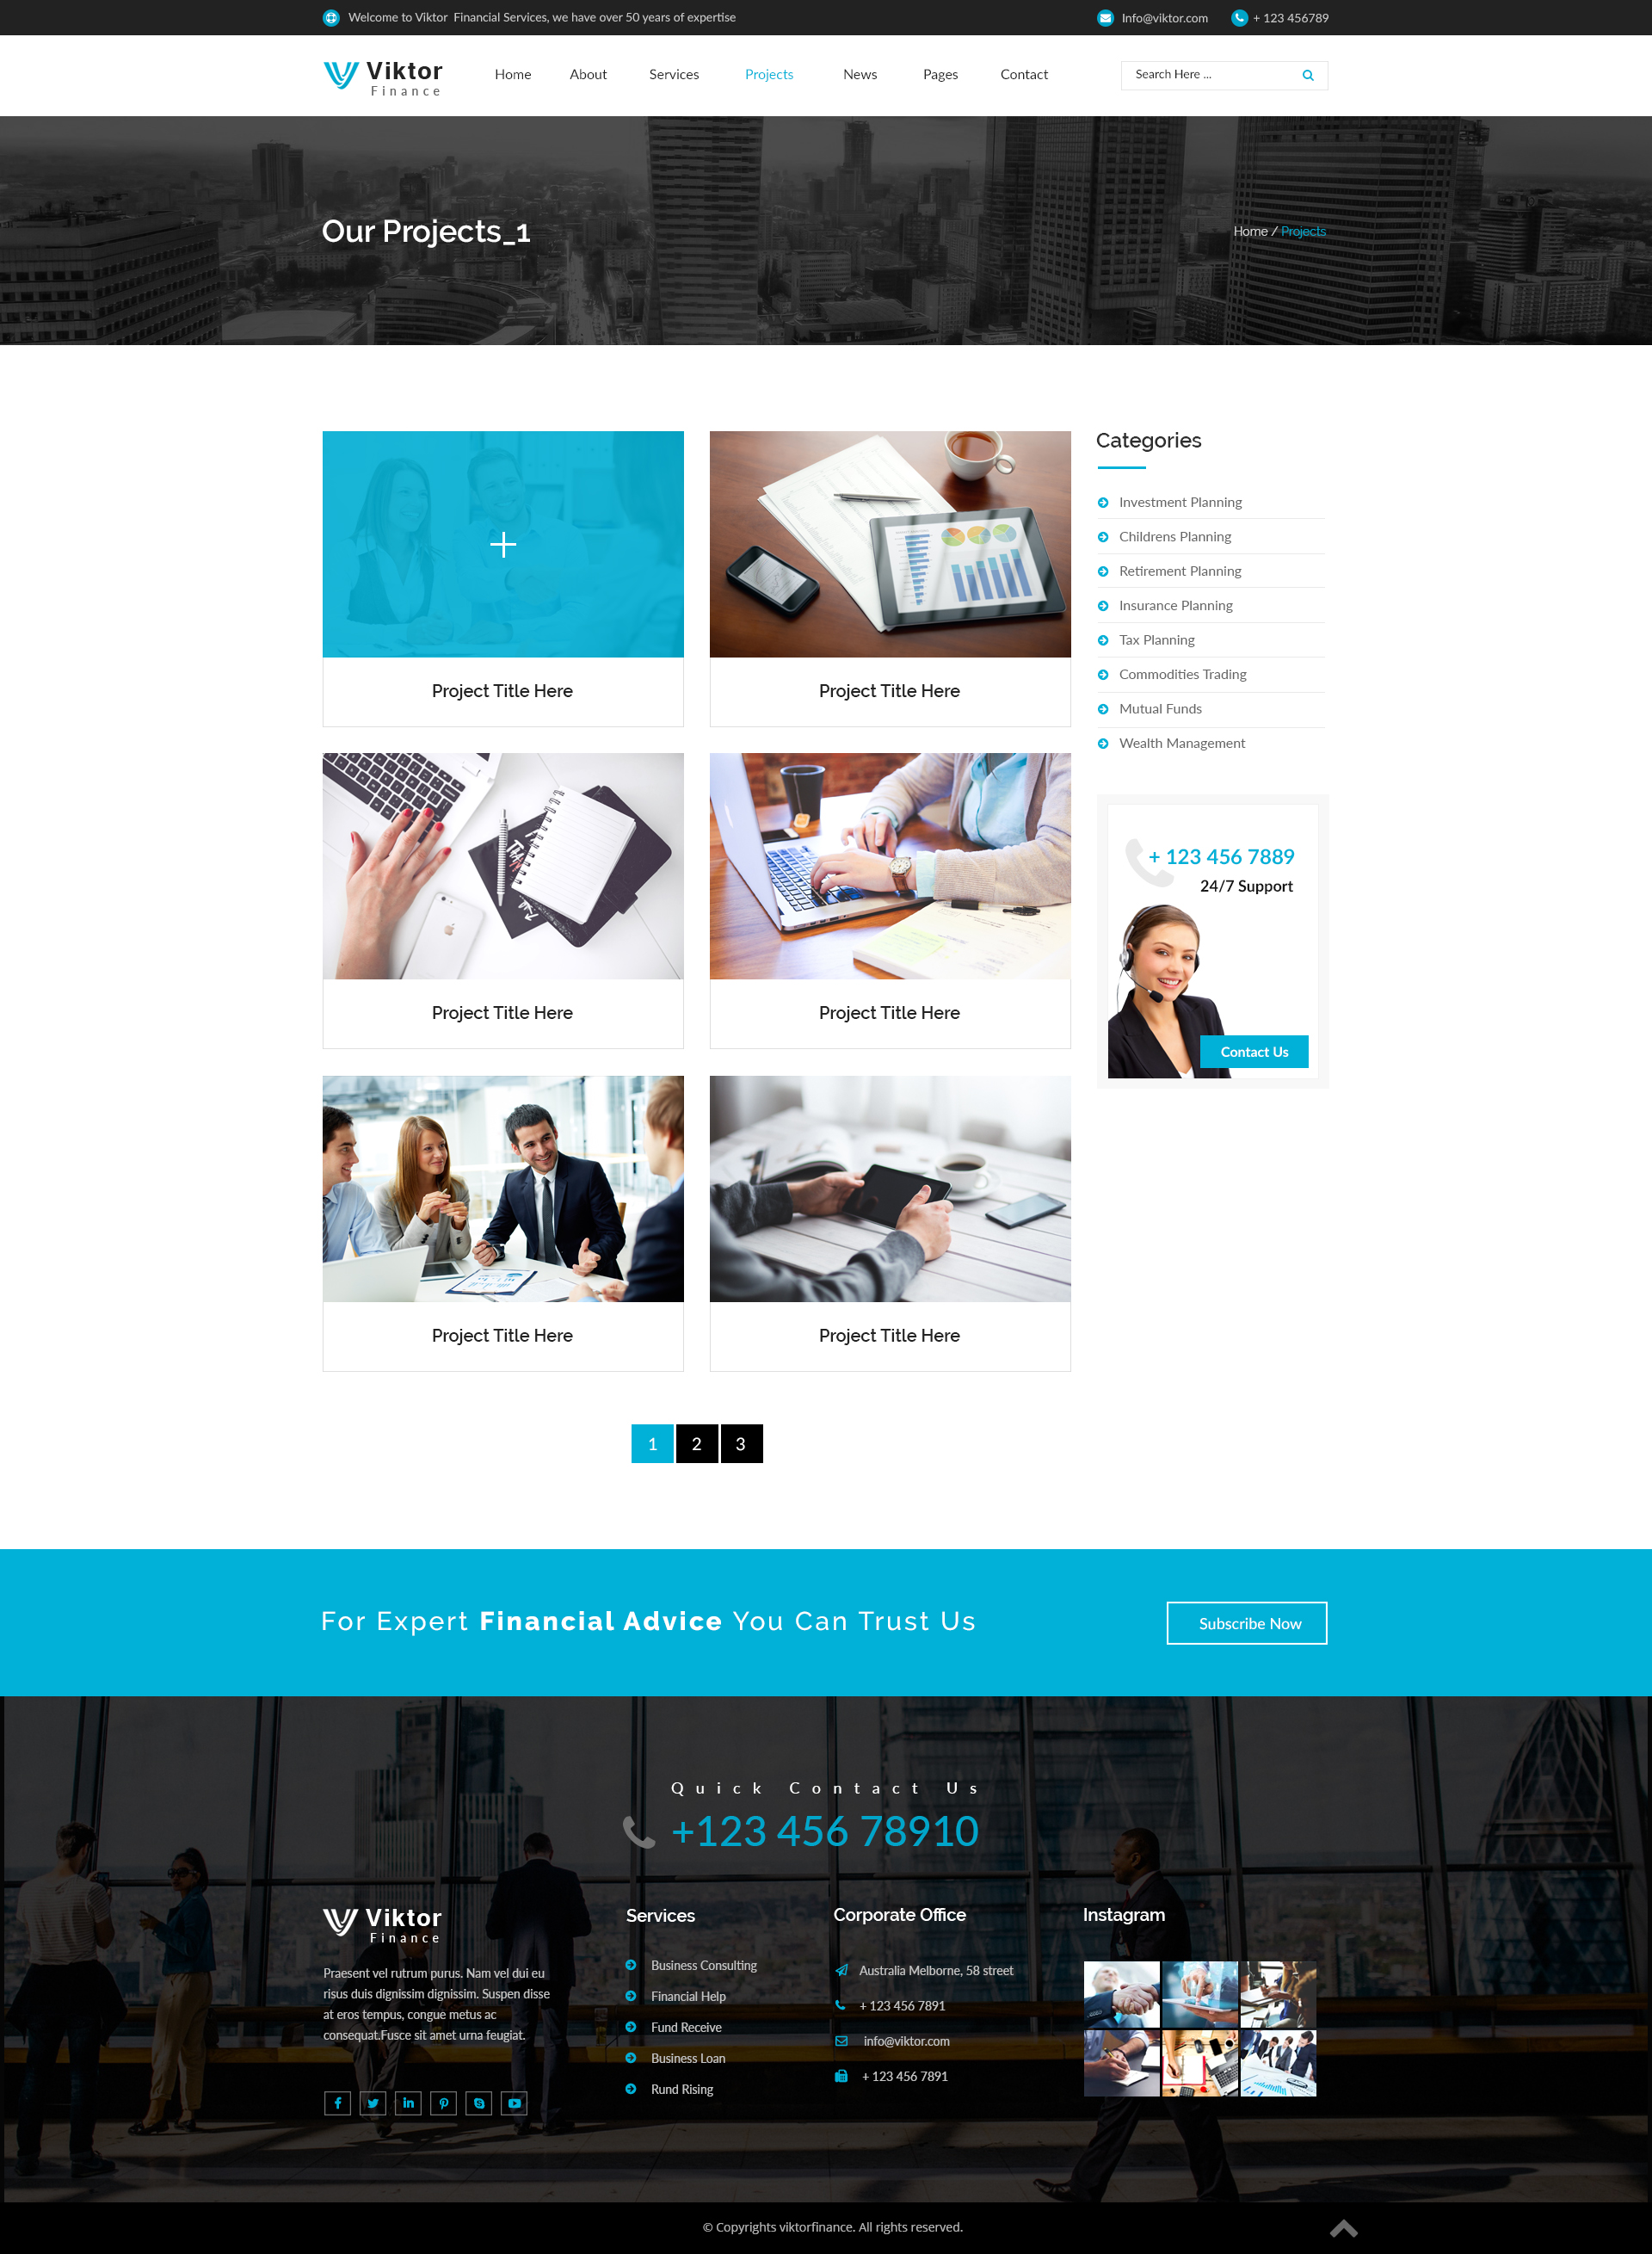 Welcome to Viktor Financial Services, we have over 50 years of expertise
Info@viktor.com
+ 123 456789
Viktor
Finance
Home
About
Services
Projects
News
Pages
Contact
Search Here ...
Our Projects_1
Home / Projects
Project Title Here
Project Title Here
Project Title Here
Project Title Here
Project Title Here
Project Title Here
1
2
3
Categories
Investment Planning
Childrens Planning
Retirement Planning
Insurance Planning
Tax Planning
Commodities Trading
Mutual Funds
Wealth Management
+ 123 456 7889
24/7 Support
Contact Us
For Expert Financial Advice You Can Trust Us
Subscribe Now
Quick Contact Us
+123 456 78910
Viktor
Finance
Praesent vel rutrum purus. Nam vel dui eu
risus duis dignissim dignissim. Suspen disse
at eros tempus, congue metus ac
consequat.Fusce sit amet urna feugiat.
Services
Business Consulting
Financial Help
Fund Receive
Business Loan
Rund Rising
Corporate Office
Australia Melborne, 58 street
+ 123 456 7891
info@viktor.com
+ 123 456 7891
Instagram
© Copyrights viktorfinance. All rights reserved.